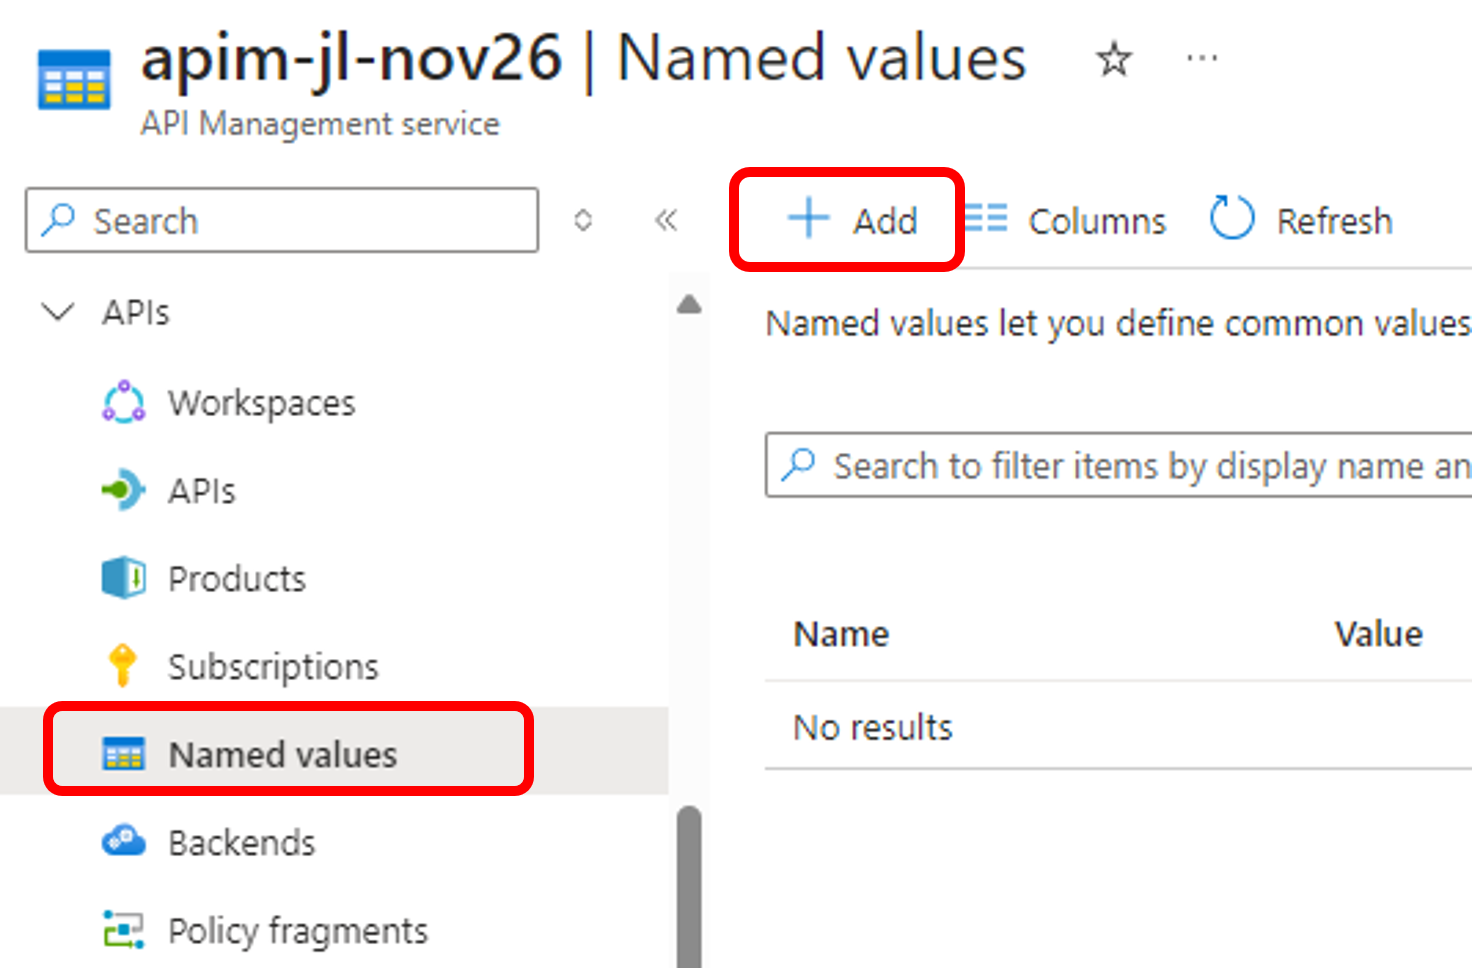 apim-jl-nov26 | Named values
API Management service
Search
APIs
Workspaces
APIs
Products
Subscriptions
Named values
Backends
Policy fragments
Add
Columns
Refresh
Named values let you define common values
Search to filter items by display name an
Name Value
No results